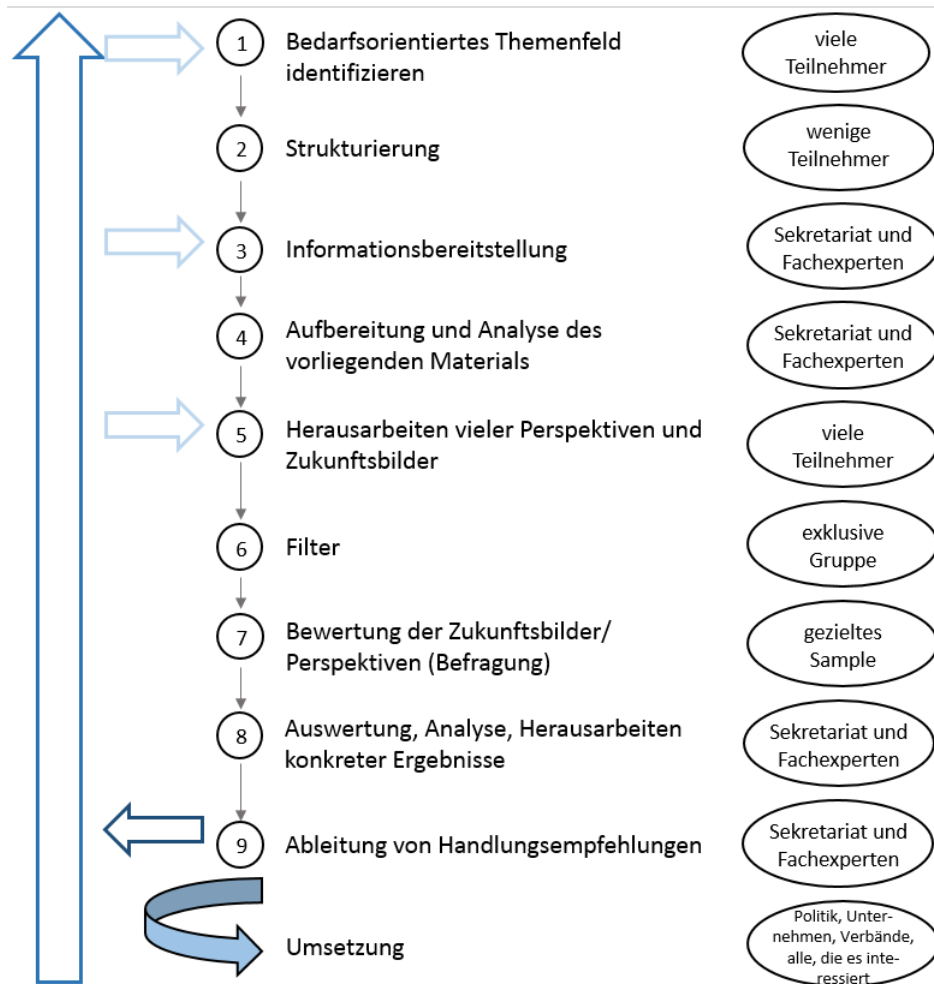 1
Bedarfsorientiertes Themenfeld
identifizieren
viele
Teilnehmer
2
Strukturierung
wenige
Teilnehmer
3
Informationsbereitstellung
Sekretariat und
Fachexperten
4
Aufbereitung und Analyse des
vorliegenden Materials
Sekretariat und
Fachexperten
5
Herausarbeiten vieler Perspektiven und
Zukunftsbilder
viele
Teilnehmer
6
Filter
exklusive
Gruppe
7
Bewertung der Zukunftsbilder/
Perspektiven (Befragung)
gezieltes
Sample
8
Auswertung, Analyse, Herausarbeiten
konkreter Ergebnisse
Sekretariat und
Fachexperten
9
Ableitung von Handlungsempfehlungen
Sekretariat und
Fachexperten
Umsetzung
Politik, Unter-
nehmen, Verbände,
alle, die es inte-
ressiert